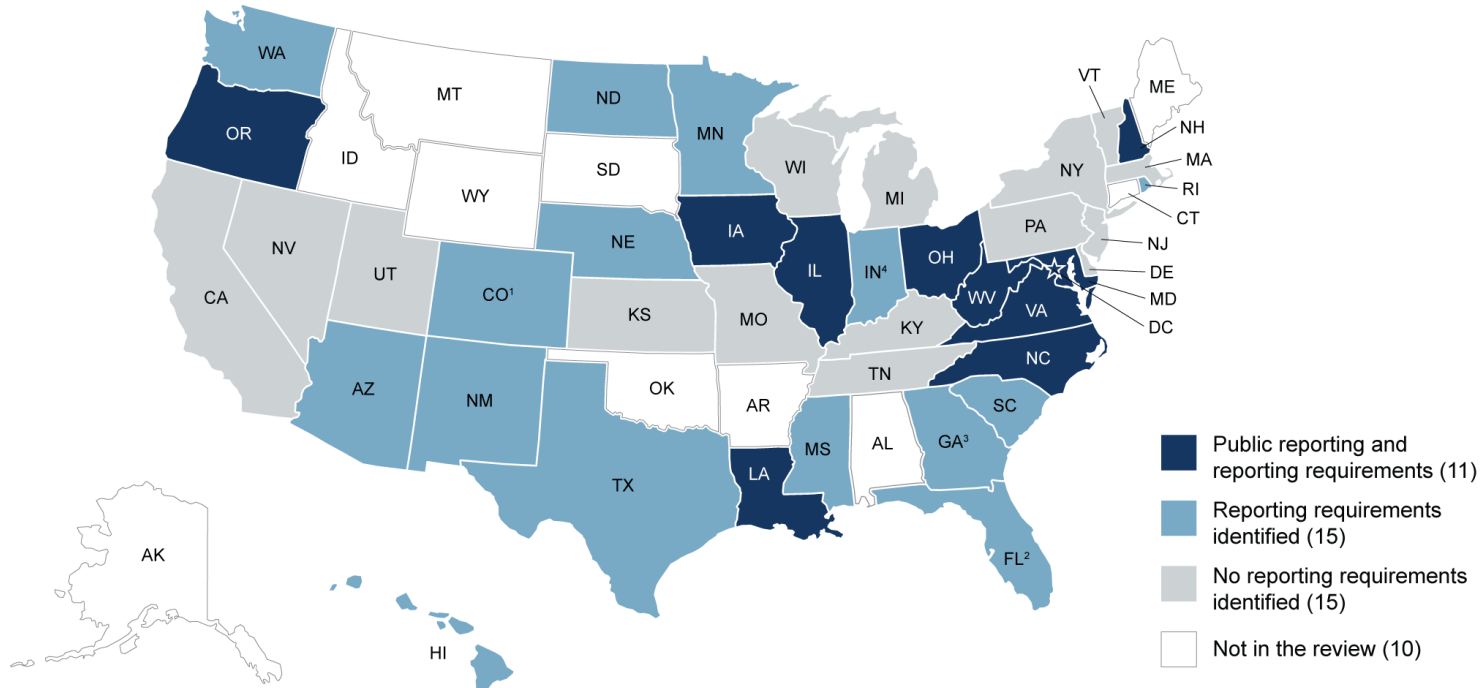 WA
MT
ND
MN
VT
ME
OR
ID
SD
WI
NH
MA
NY
WY
MI
RI
CT
IA
PA
NV
NE
NJ
UT
IL
IN⁴
OH
DE
CA
CO¹
WV
MD
VA
KS
MO
KY
DC
NC
TN
AZ
NM
OK
AR
SC
MS
AL
GA³
LA
TX
FL²
AK
HI
Public reporting and
reporting requirements (11)
Reporting requirements
identified (15)
No reporting requirements
identified (15)
Not in the review (10)